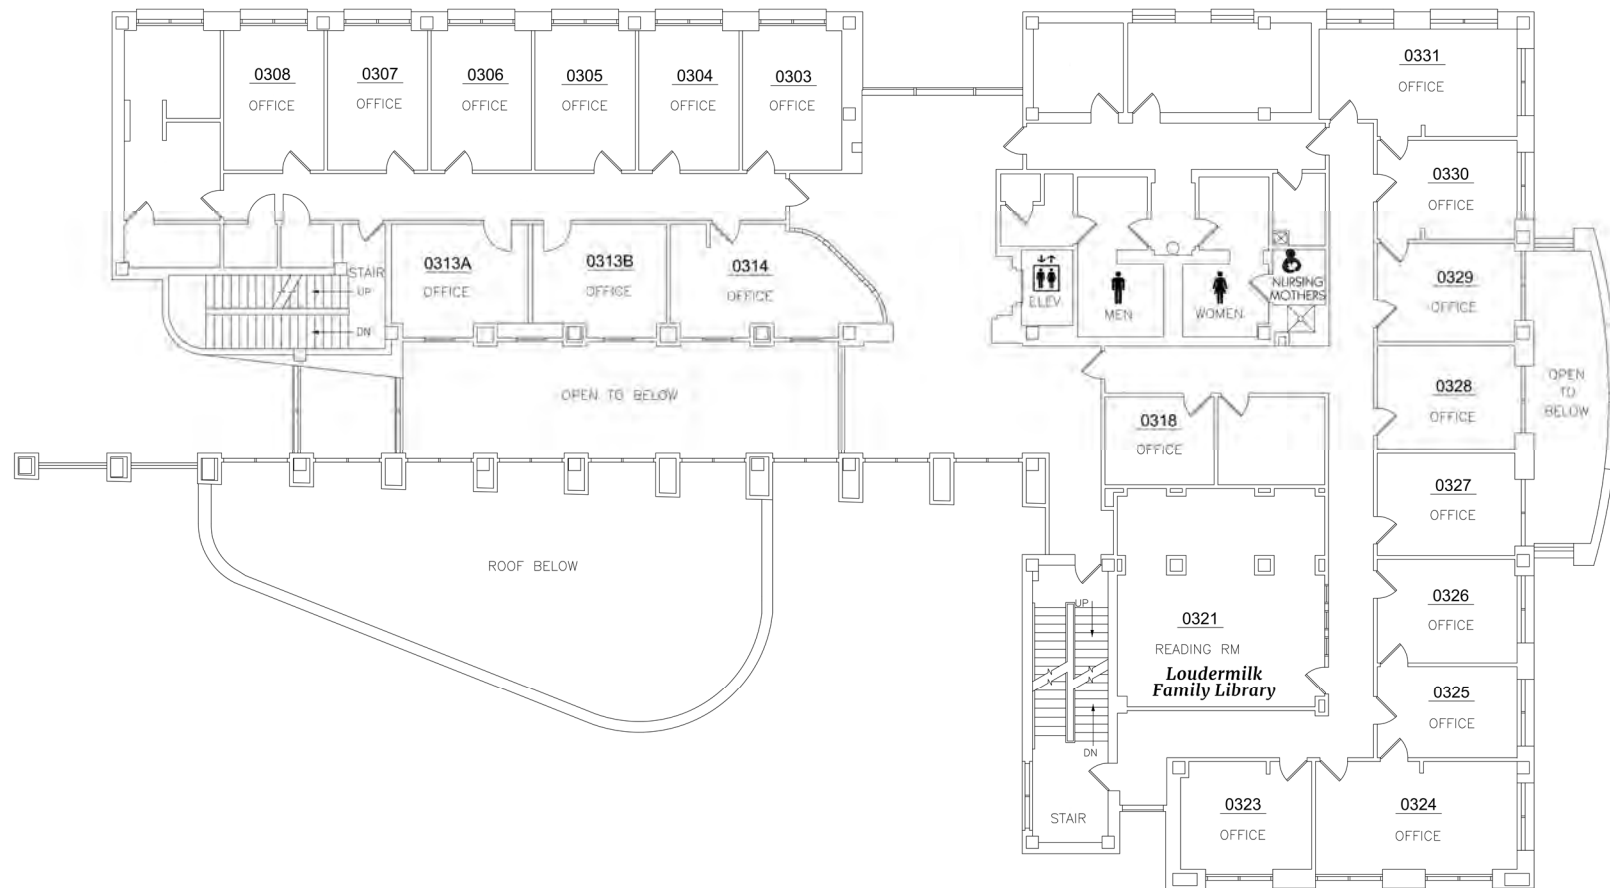 0308
OFFICE
0307
OFFICE
0306
OFFICE
0305
OFFICE
0304
OFFICE
0303
OFFICE
0331
OFFICE
0330
OFFICE
0313A
OFFICE
0313B
OFFICE
0314
OFFICE
STAIR
UP
DN
ELEV.
MEN
WOMEN
NURSING
MOTHERS
0329
OFFICE
0328
OFFICE
OPEN
TO
BELOW
OPEN TO BELOW
0318
OFFICE
0327
OFFICE
ROOF BELOW
UP
DN
STAIR
0321
READING RM
Loudermilk
Family Library
0326
OFFICE
0325
OFFICE
0323
OFFICE
0324
OFFICE